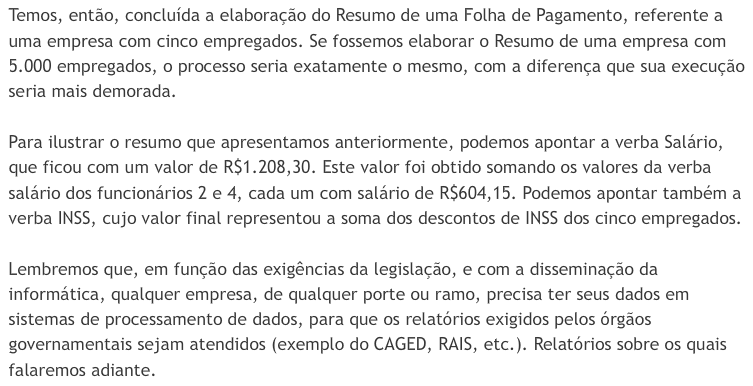 Temos, então, concluída a elaboração do Resumo de uma Folha de Pagamento, referente a
uma empresa com cinco empregados. Se fossemos elaborar o Resumo de uma empresa com
5.000 empregados, o processo seria exatamente o mesmo, com a diferença que sua execução
seria mais demorada.
Para ilustrar o resumo que apresentamos anteriormente, podemos apontar a verba Salário,
que ficou com um valor de R$1.208,30. Este valor foi obtido somando os valores da verba
salário dos funcionários 2 e 4, cada um com salário de R$604,15. Podemos apontar também a
verba INSS, cujo valor final representou a soma dos descontos de INSS dos cinco empregados.
Lembremos que, em função das exigências da legislação, e com a disseminação da
informática, qualquer empresa, de qualquer porte ou ramo, precisa ter seus dados em
sistemas de processamento de dados, para que os relatórios exigidos pelos órgãos
governamentais sejam atendidos (exemplo do CAGED, RAIS, etc.). Relatórios sobre os quais
falaremos adiante.